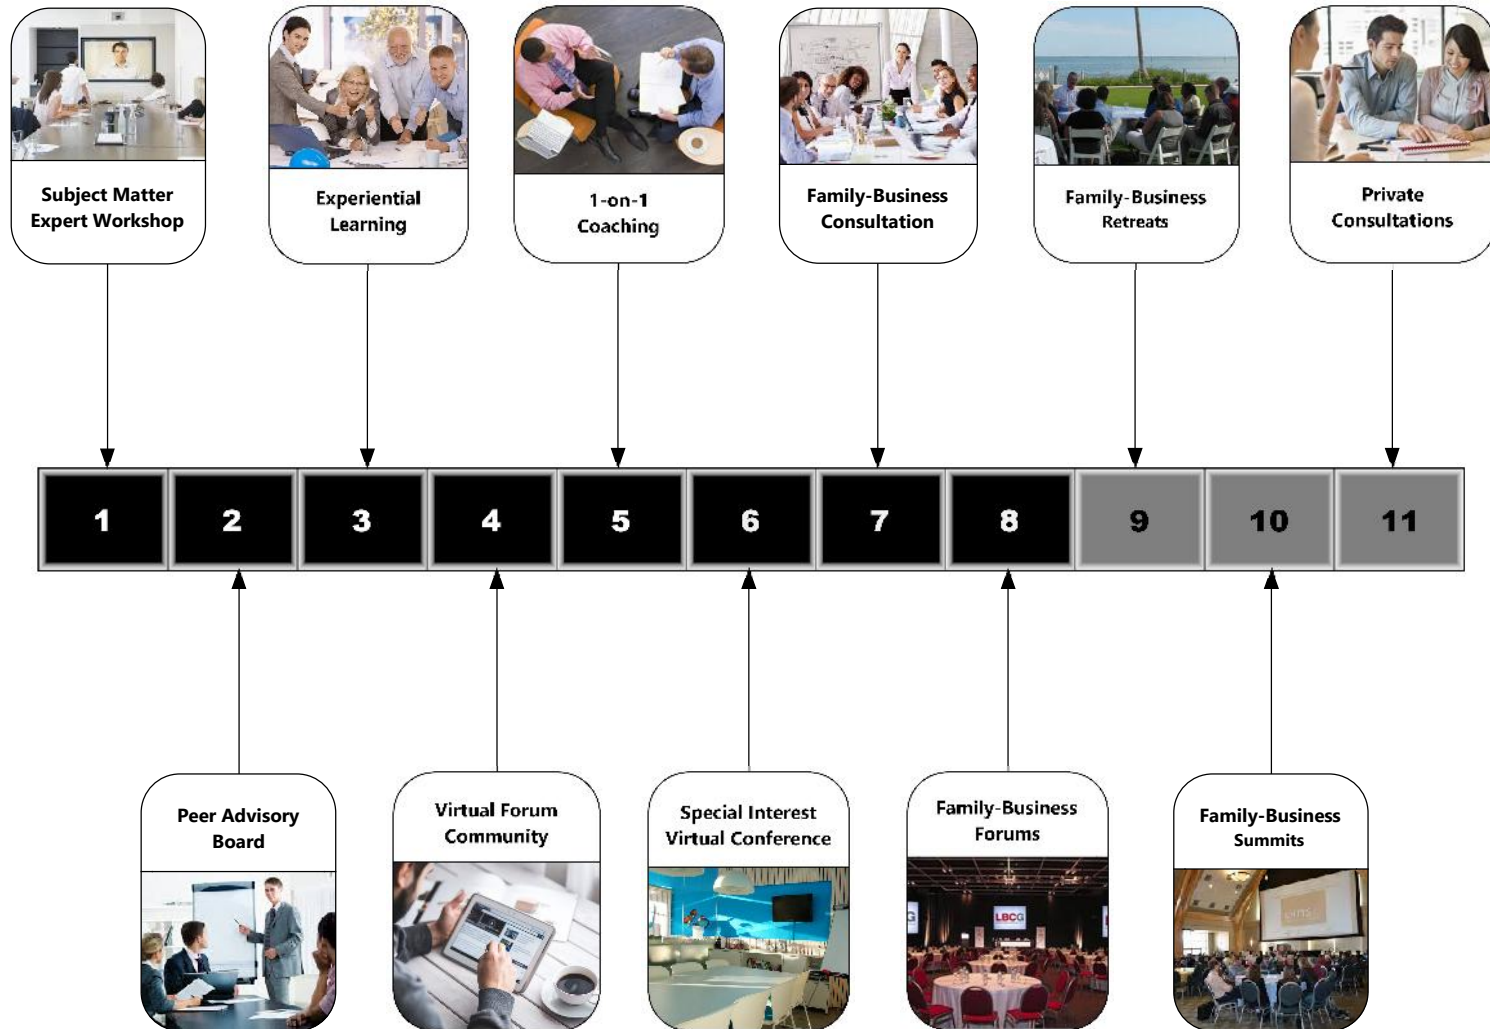 Subject Matter
Expert Workshop
Experiential
Learning
1-on-1
Coaching
Family-Business
Consultation
Family-Business
Retreats
Private
Consultations
1 2 3 4 5 6 7 8 9 10 11
Peer Advisory
Board
Virtual Forum
Community
Special Interest
Virtual Conference
Family-Business
Forums
Family-Business
Summits
G
LBCG